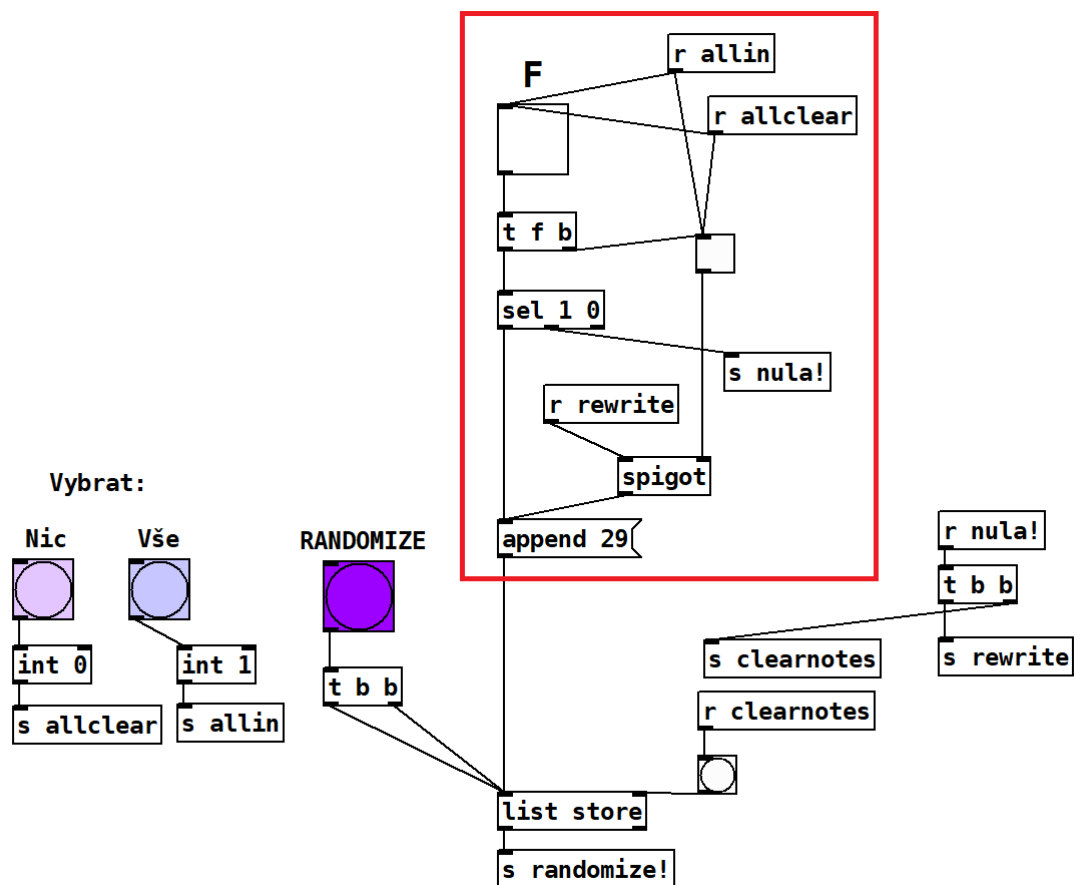 r allin
F
r allclear
t f b
sel 1 0
s nula!
r rewrite
spigot
Vybrat:
append 29
Nic
Vše
RANDOMIZE
r nula!
t b b
int 0
int 1
s clearnotes
s rewrite
t b b
s allclear
s allin
r clearnotes
list store
s randomize!